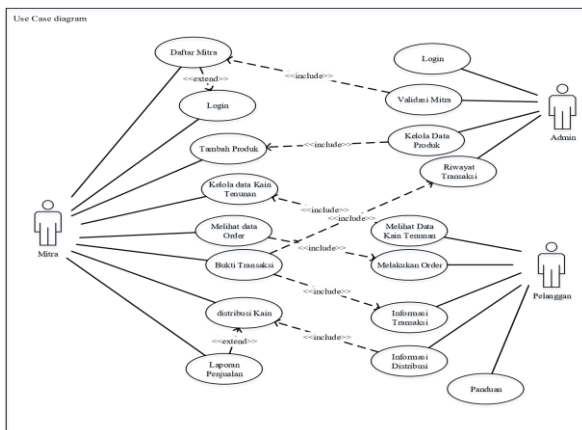 Use Case diagram
Daftar Mitra
<<extend>>
Login
<<include>>
Login
Validasi Mitra
Admin
Tambah Produk
<<include>>
Kelola Data
Produk
Riwayat
Transaksi
Kelola data Kain
Tenunan
<<include>>
<<include>>
Mitra
Melihat data
Order
Melihat Data
Kain Tenunan
Bukti Transaksi
<<include>>
Melakukan Order
Pelanggan
<<include>>
Informasi
Transaksi
distribusi Kain
<<include>>
<<extend>>
Laporan
Penjualan
Informasi
Distribusi
Panduan